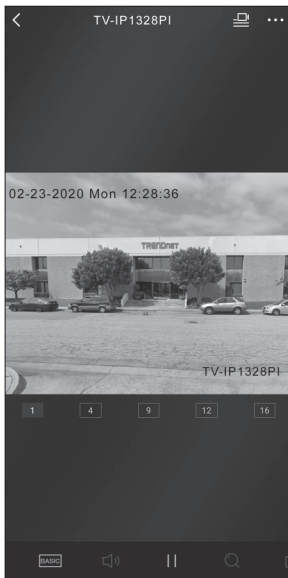 TV-IP1328PI
02-23-2020 Mon 12:28:36
TRENDnet
TV-IP1328PI
1 4 9 12 16
BASIC